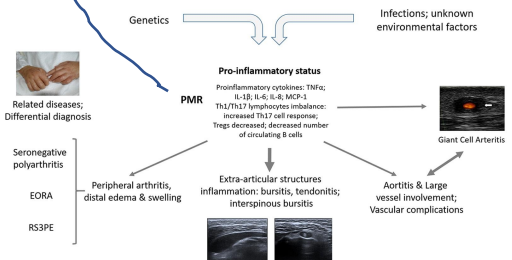 Genetics
Infections; unknown
environmental factors
Pro-inflammatory status
Proinflammatory cytokines: TNFα;
IL-1β; IL-6; IL-8; MCP-1
Th1/Th17 lymphocytes imbalance:
increased Th17 cell response;
Tregs decreased; decreased number
of circulating B cells
PMR
Related diseases;
Differential diagnosis
Giant Cell Arteritis
Seronegative
polyarthritis
EORA
RS3PE
Peripheral arthritis,
distal edema & swelling
Extra-articular structures
inflammation: bursitis, tendonitis;
interspinous bursitis
Aortitis & Large
vessel involvement;
Vascular complications